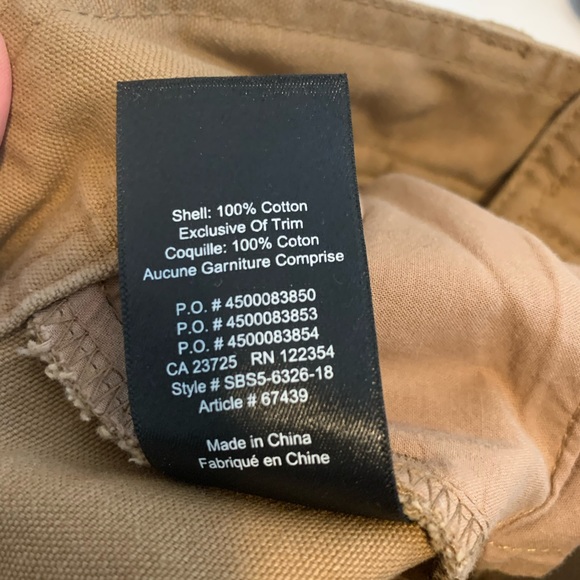 Shell: 100% Cotton
Exclusive Of Trim
Coquille: 100% Coton
Aucune Garniture Comprise
P.O. # 4500083850
P.O. # 4500083853
P.O. # 4500083854
CA 23725 RN 122354
Style # SBS5-6326-18
Article # 67439
Made in China
Fabriqué en Chine